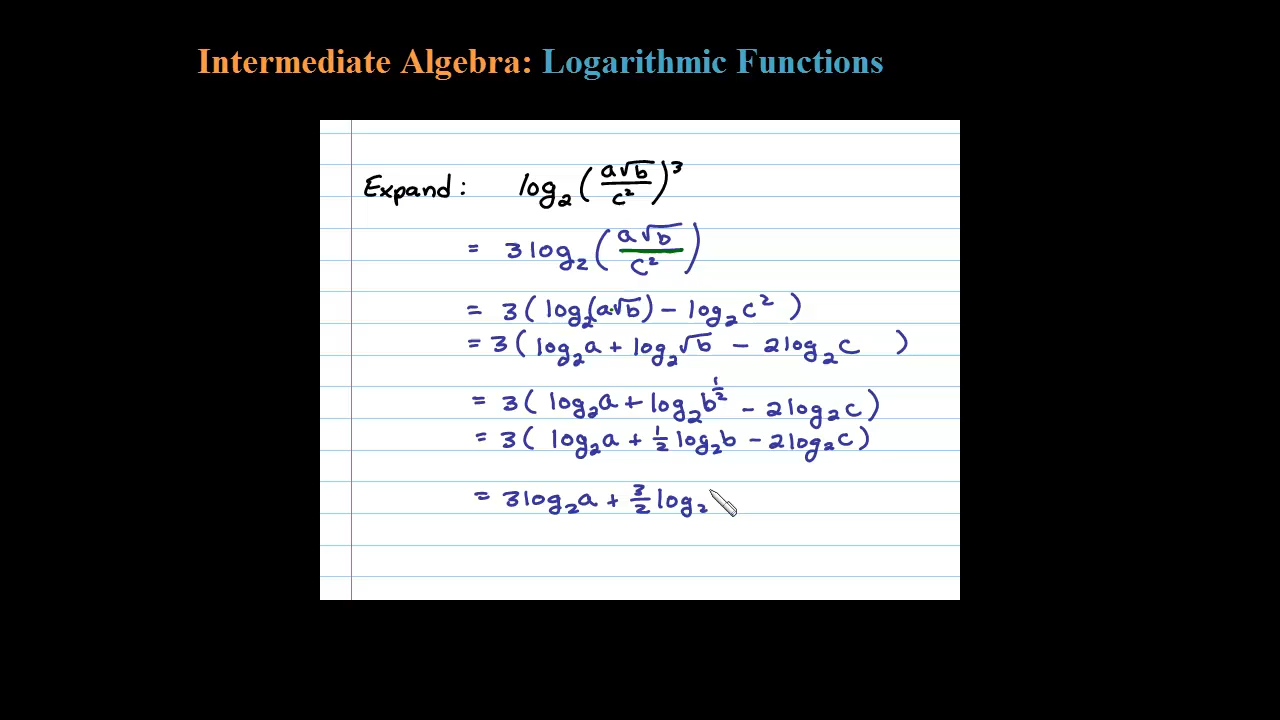 Intermediate Algebra: Logarithmic Functions
Expand: log₂(a√b/c²)³
= 3log₂(a√b/c²)
= 3(log₂(a·√b) − log₂c²)
= 3(log₂a + log₂√b − 2log₂c)
= 3(log₂a + log₂b^½ − 2log₂c)
= 3(log₂a + ½log₂b − 2log₂c)
= 3log₂a + 3/2 log₂